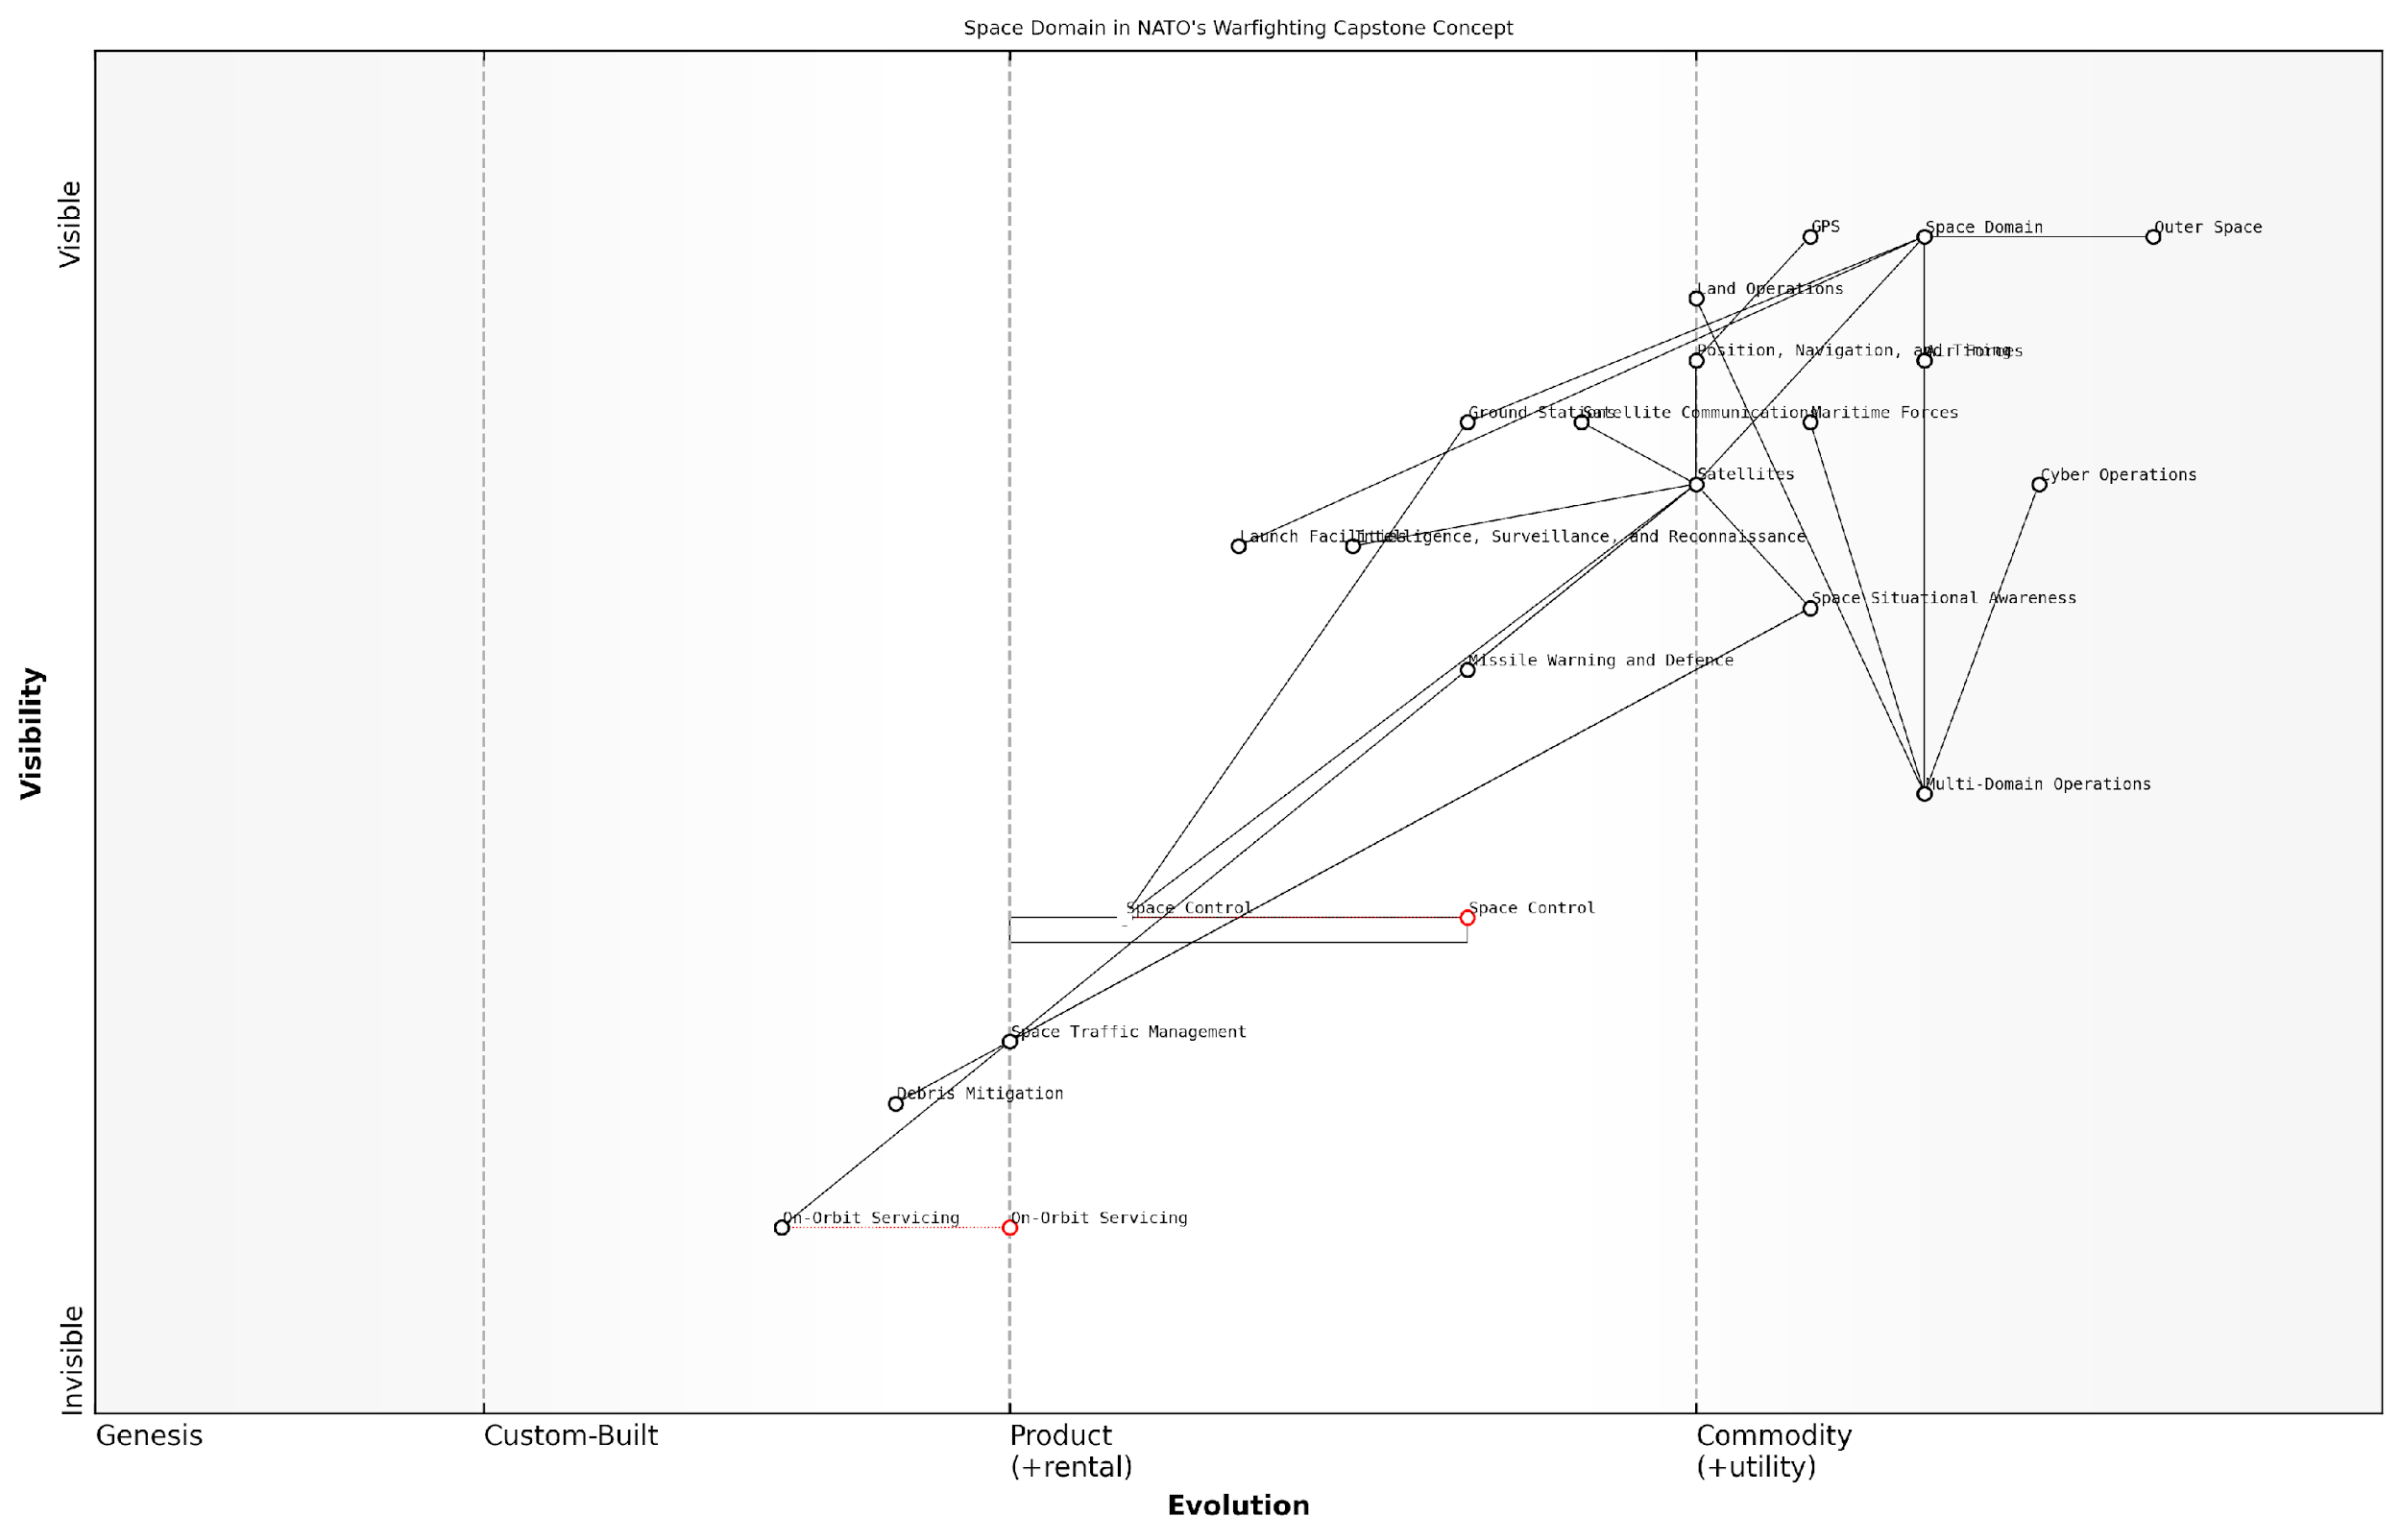 Space Domain in NATO's Warfighting Capstone Concept
Visible
Visibility
Invisible
GPS
Space Domain
Outer Space
Land Operations
Position, Navigation, and Timing
Air Forces
Ground Stations
Satellite Communications
Maritime Forces
Satellites
Cyber Operations
Launch Facilities
Intelligence, Surveillance, and Reconnaissance
Space Situational Awareness
Missile Warning and Defence
Multi-Domain Operations
Space Control
Space Control
Space Traffic Management
Debris Mitigation
On-Orbit Servicing
On-Orbit Servicing
Genesis
Custom-Built
Product
(+rental)
Commodity
(+utility)
Evolution